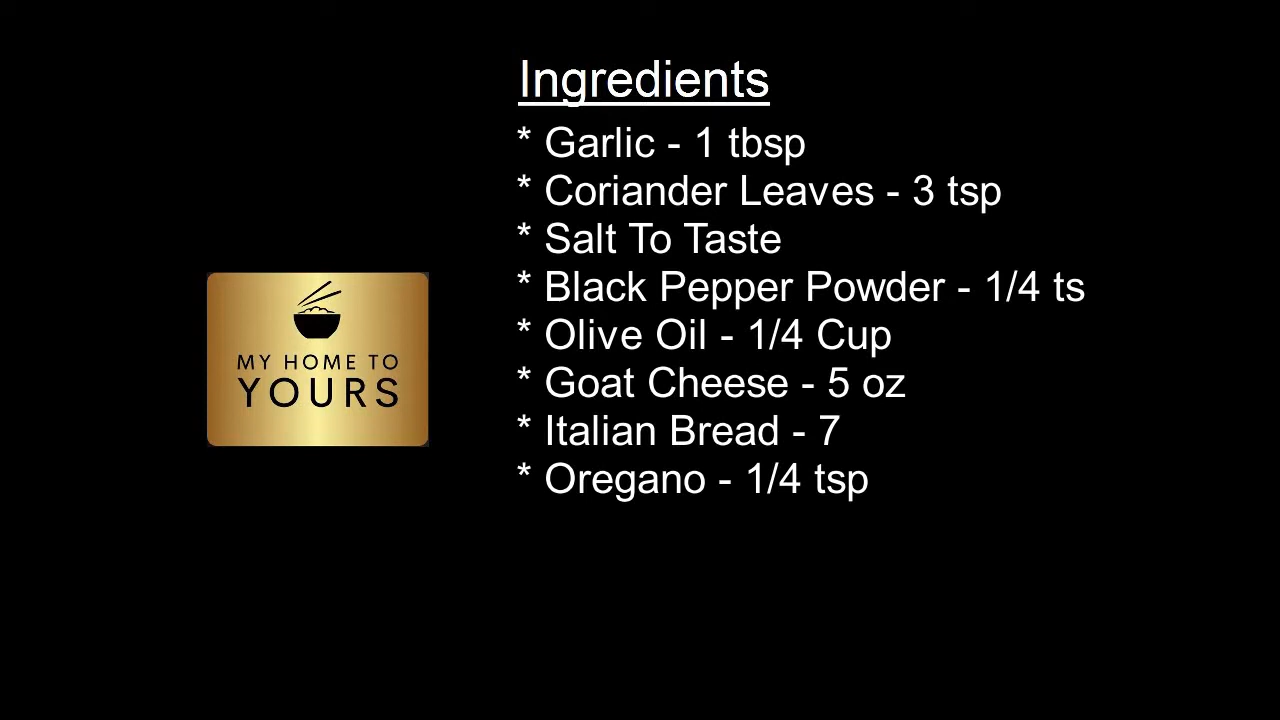 Ingredients
* Garlic - 1 tbsp
* Coriander Leaves - 3 tsp
* Salt To Taste
* Black Pepper Powder - 1/4 ts
* Olive Oil - 1/4 Cup
* Goat Cheese - 5 oz
* Italian Bread - 7
* Oregano - 1/4 tsp
MY HOME TO
YOURS